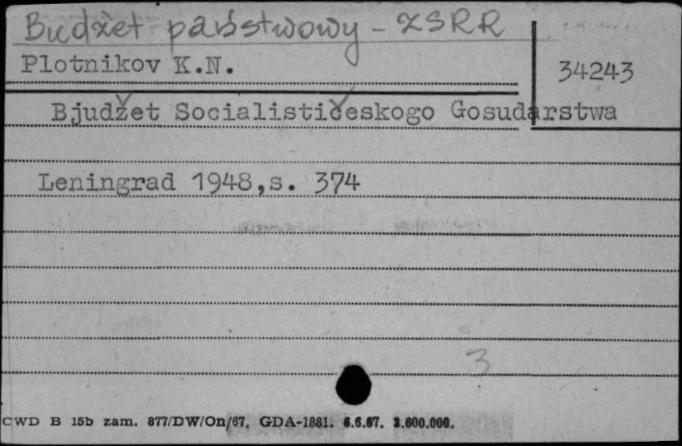 Budżet państwowy - ZSRR
Plotnikov K.N.
34243
Bjudžet Socialističeskogo Gosudarstwa
Leningrad 1948,s. 374
3
CWD B 15b zam. 877/DW/On/67. GDA-1881. 6.6.67. 3.600.000.